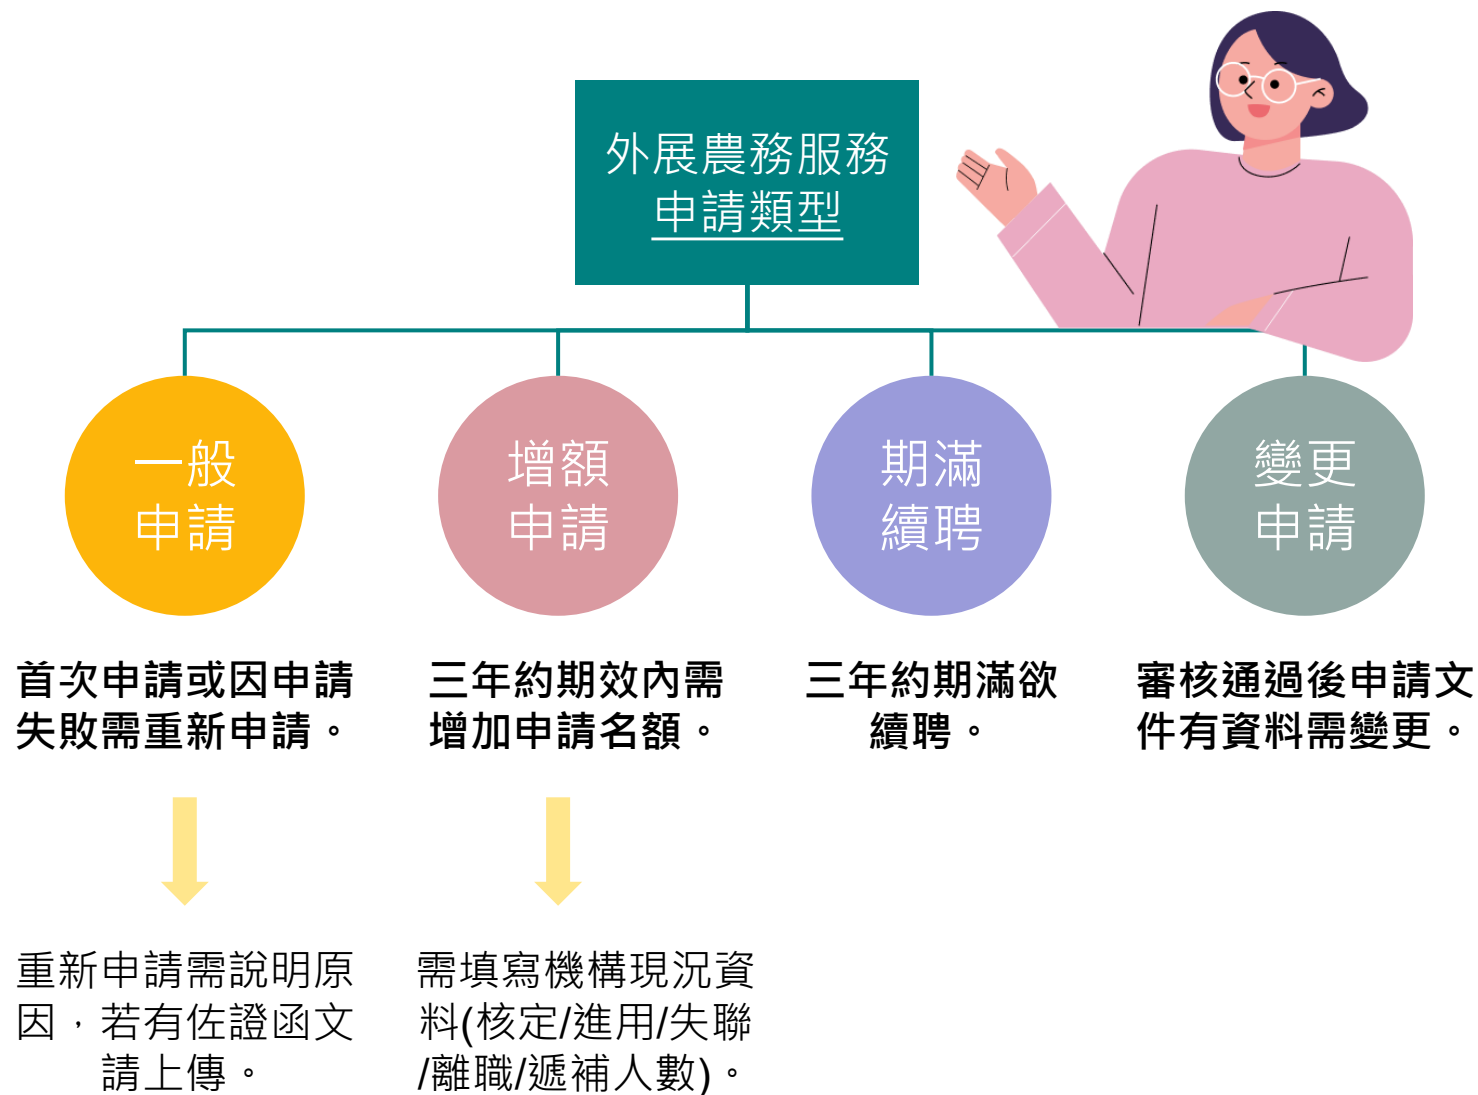 外展農務服務
申請類型
一般
申請
增額
申請
期滿
續聘
變更
申請
首次申請或因申請
失敗需重新申請。
三年約期效內需
增加申請名額。
三年約期滿欲
續聘。
審核通過後申請文
件有資料需變更。
重新申請需說明原
因，若有佐證函文
請上傳。
需填寫機構現況資
料(核定/進用/失聯
/離職/遞補人數)。